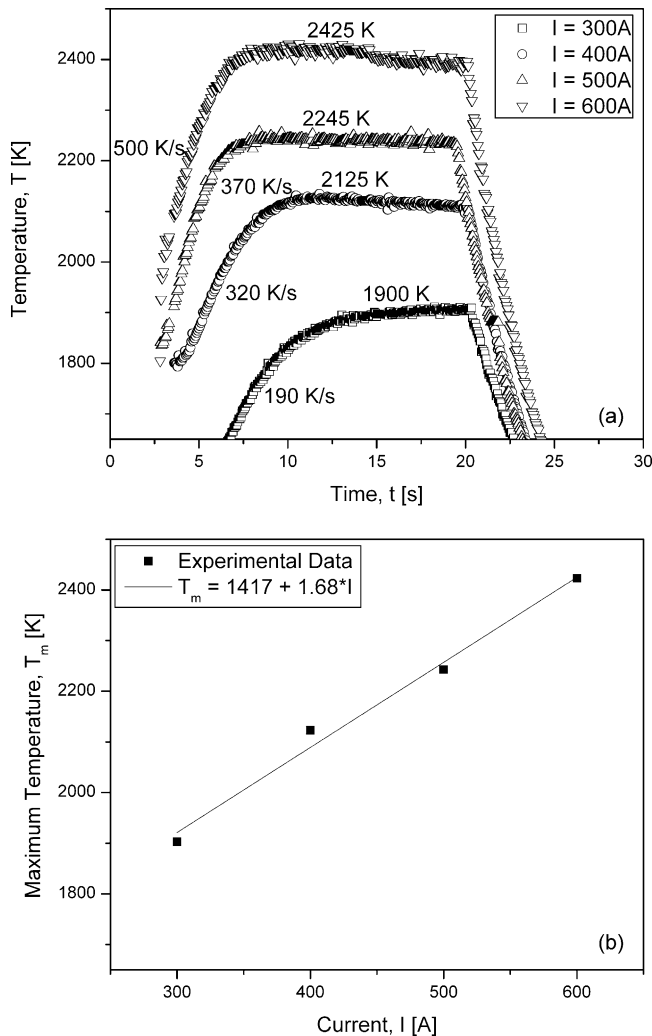 2425 K
I = 300A
I = 400A
I = 500A
I = 600A
2400
2245 K
500 K/s
2200
370 K/s
2125 K
Temperature, T [K]
2000
320 K/s
1900 K
1800
190 K/s
(a)
0 5 10 15 20 25 30
Time, t [s]
Experimental Data
T_m = 1417 + 1.68*I
2400
2200
Maximum Temperature, T_m [K]
2000
1800
(b)
300 400 500 600
Current, I [A]